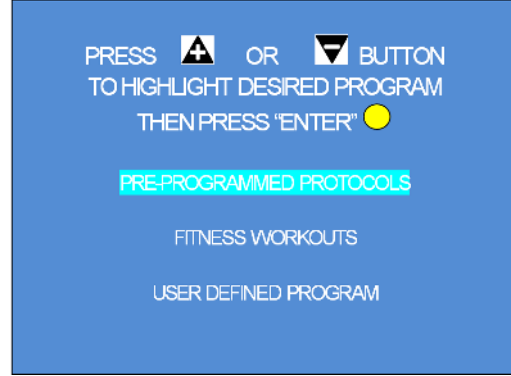 PRESS + OR − BUTTON
TO HIGHLIGHT DESIRED PROGRAM
THEN PRESS “ENTER”
PRE-PROGRAMMED PROTOCOLS
FITNESS WORKOUTS
USER DEFINED PROGRAM